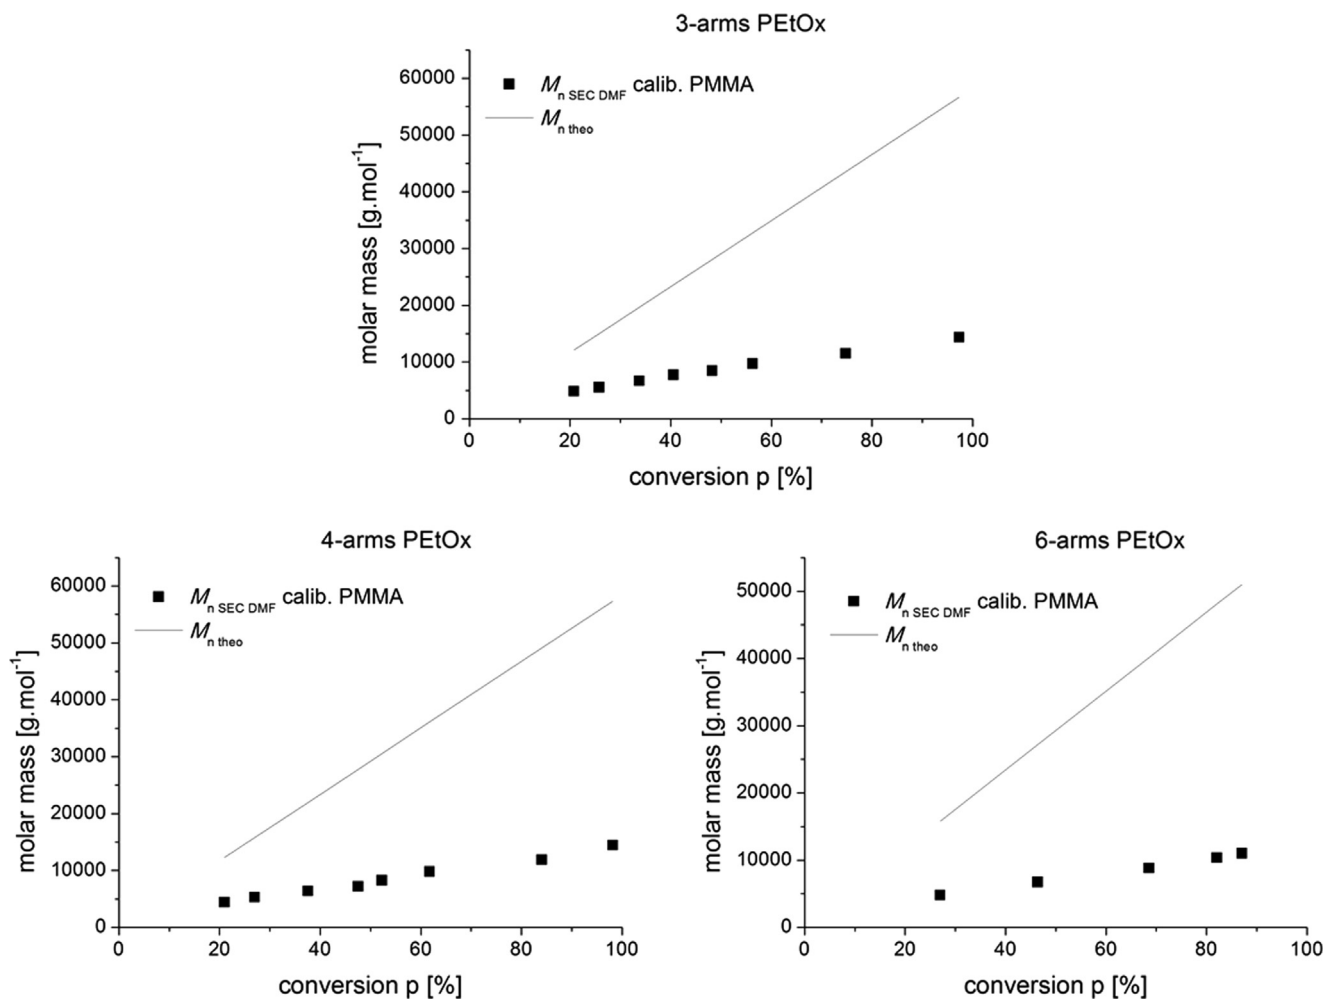 3-arms PEtOx
60000
50000
40000
30000
20000
10000
0
molar mass [g.mol⁻¹]
M n SEC DMF calib. PMMA
M n theo
0 20 40 60 80 100
conversion p [%]
4-arms PEtOx
60000
50000
40000
30000
20000
10000
0
molar mass [g.mol⁻¹]
M n SEC DMF calib. PMMA
M n theo
0 20 40 60 80 100
conversion p [%]
6-arms PEtOx
50000
40000
30000
20000
10000
0
molar mass [g.mol⁻¹]
M n SEC DMF calib. PMMA
M n theo
0 20 40 60 80 100
conversion p [%]